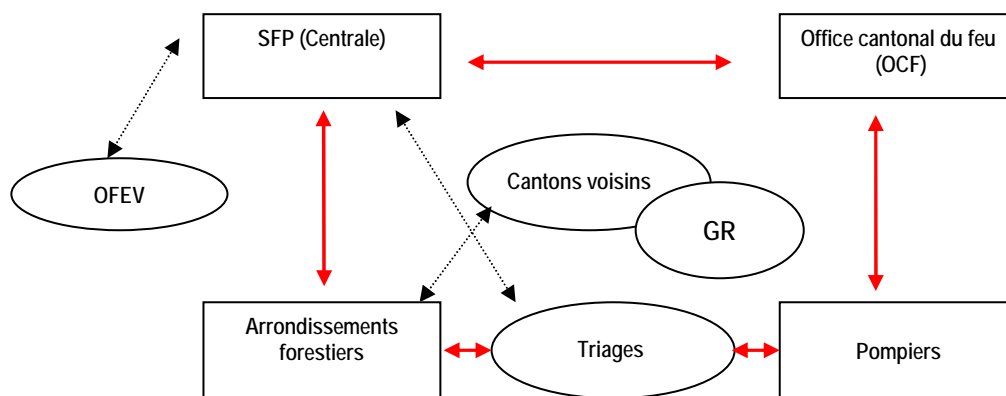 SFP (Centrale)
Office cantonal du feu
(OCF)
OFEV
Cantons voisins
GR
Arrondissements
forestiers
Triages
Pompiers